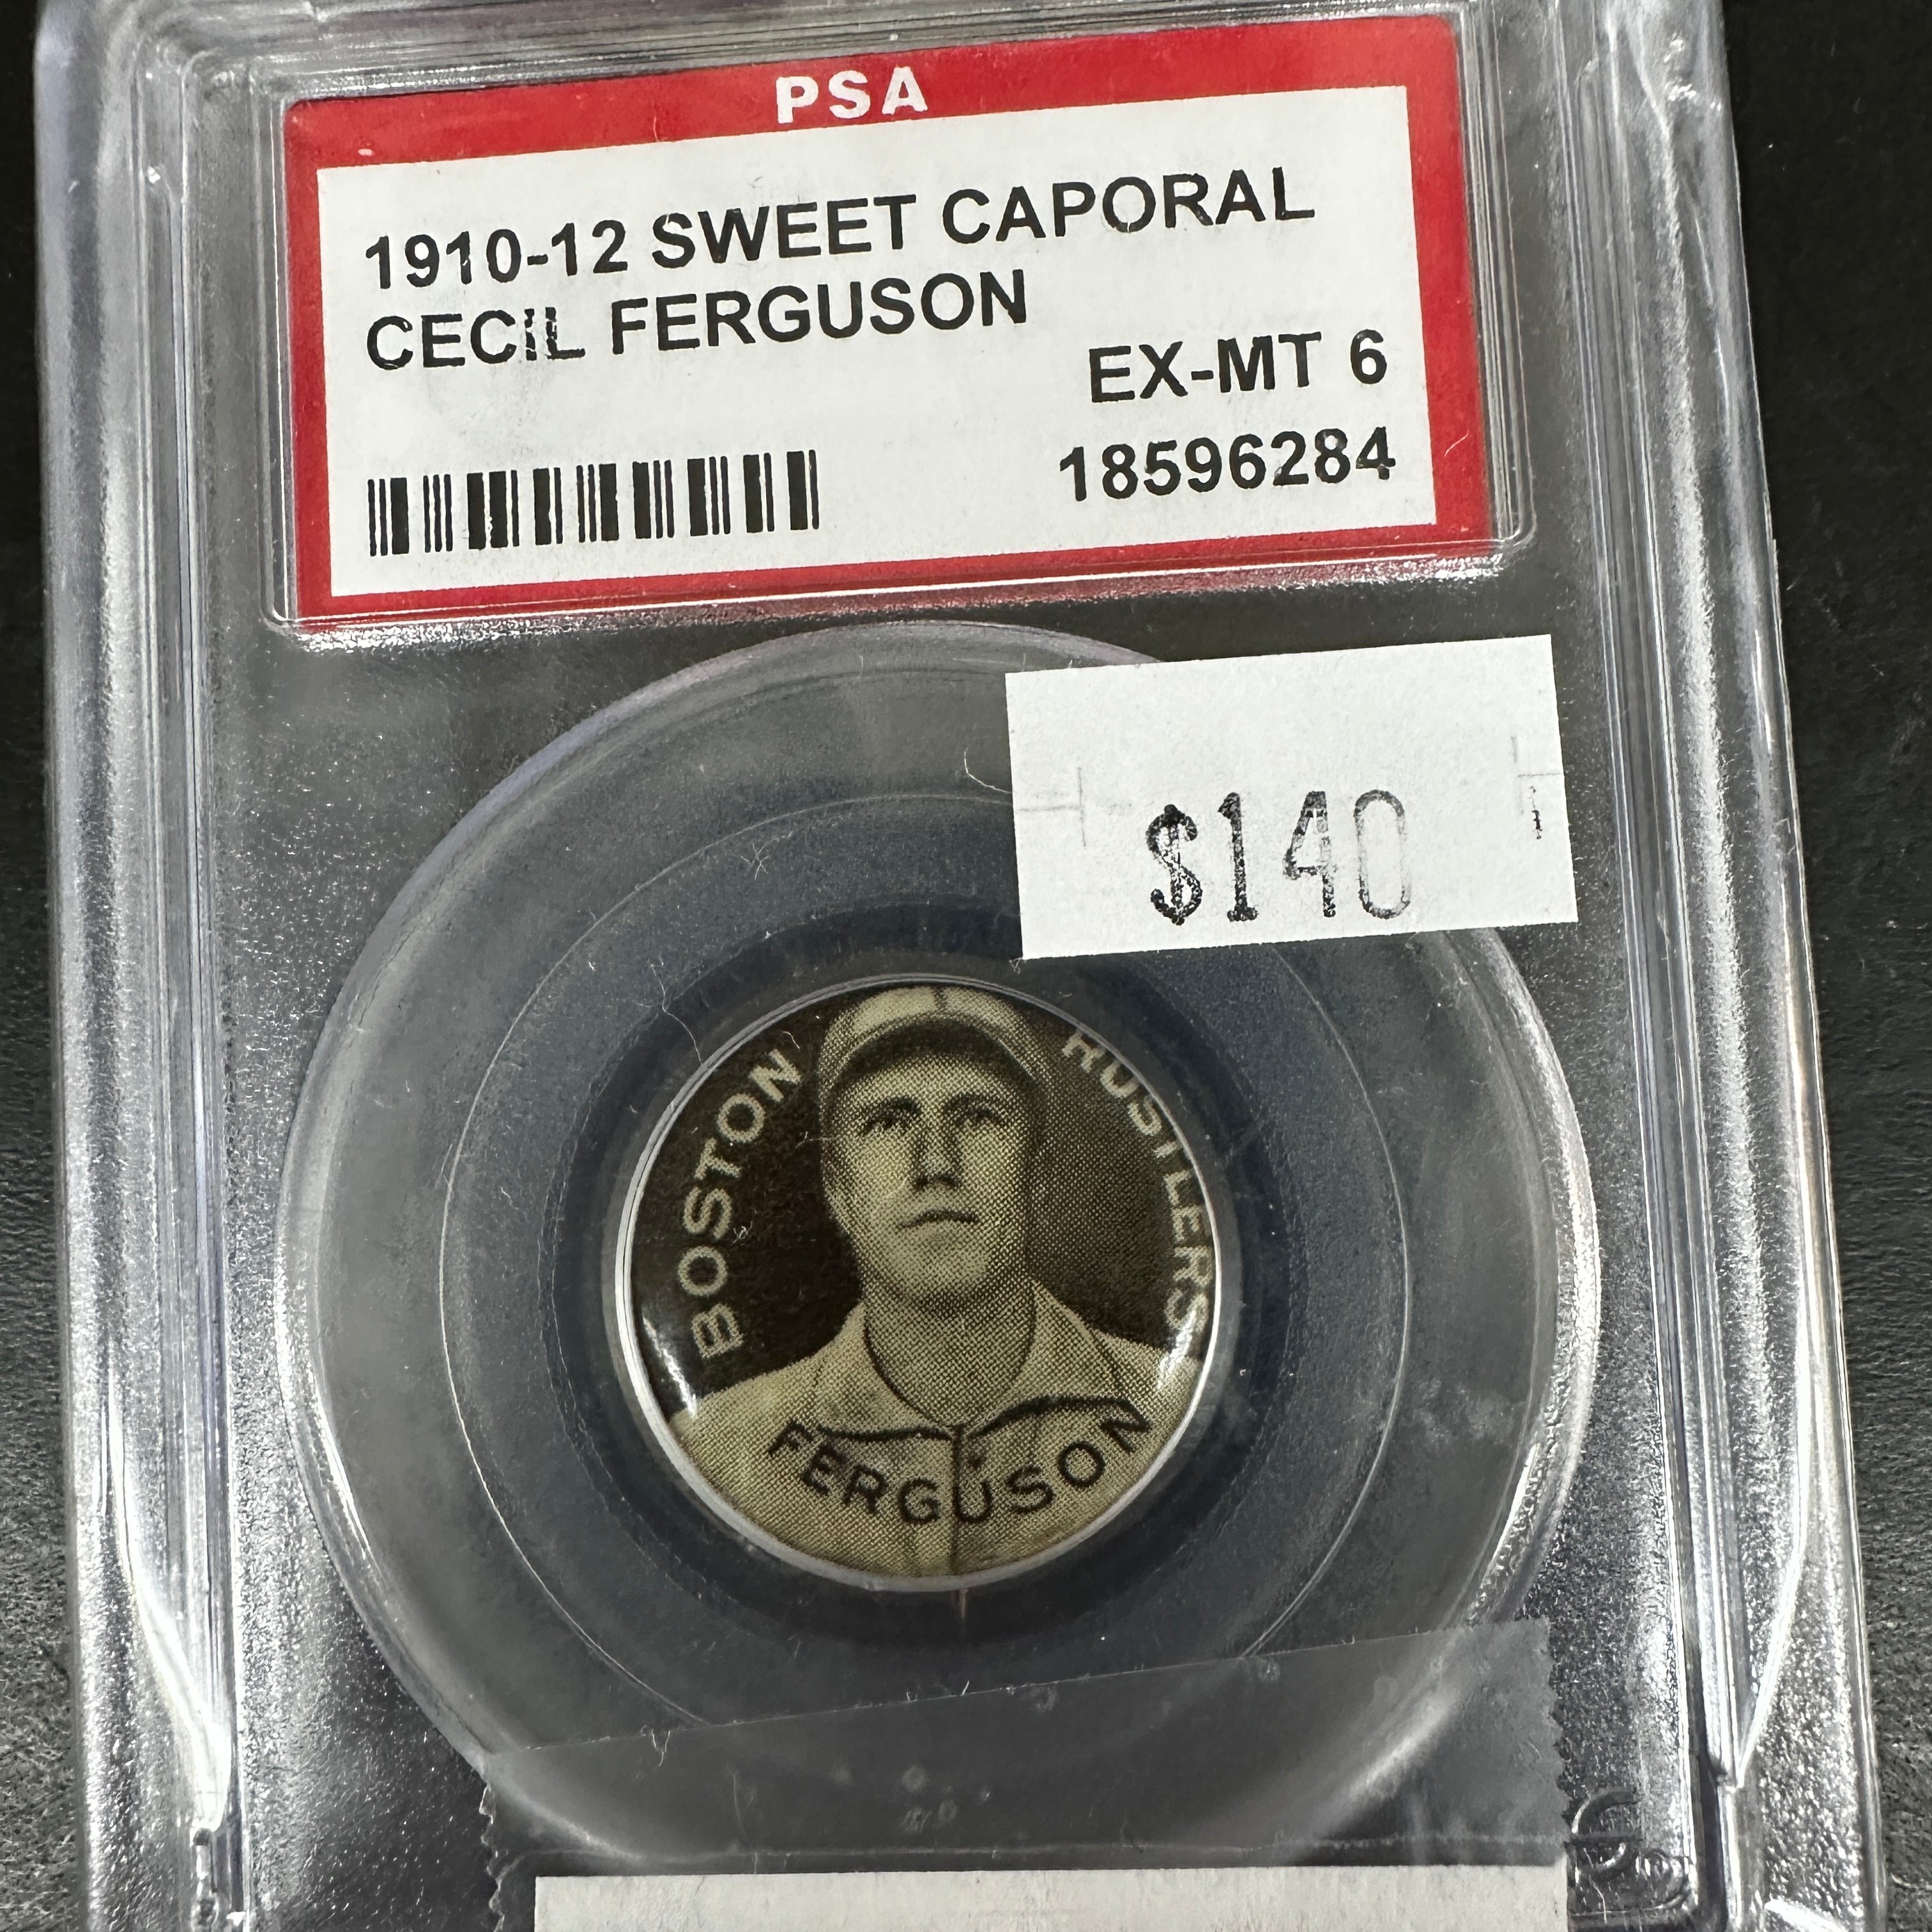 PSA
1910-12 SWEET CAPORAL
CECIL FERGUSON
EX-MT 6
18596284
$140
BOSTON RUSTLERS
FERGUSON